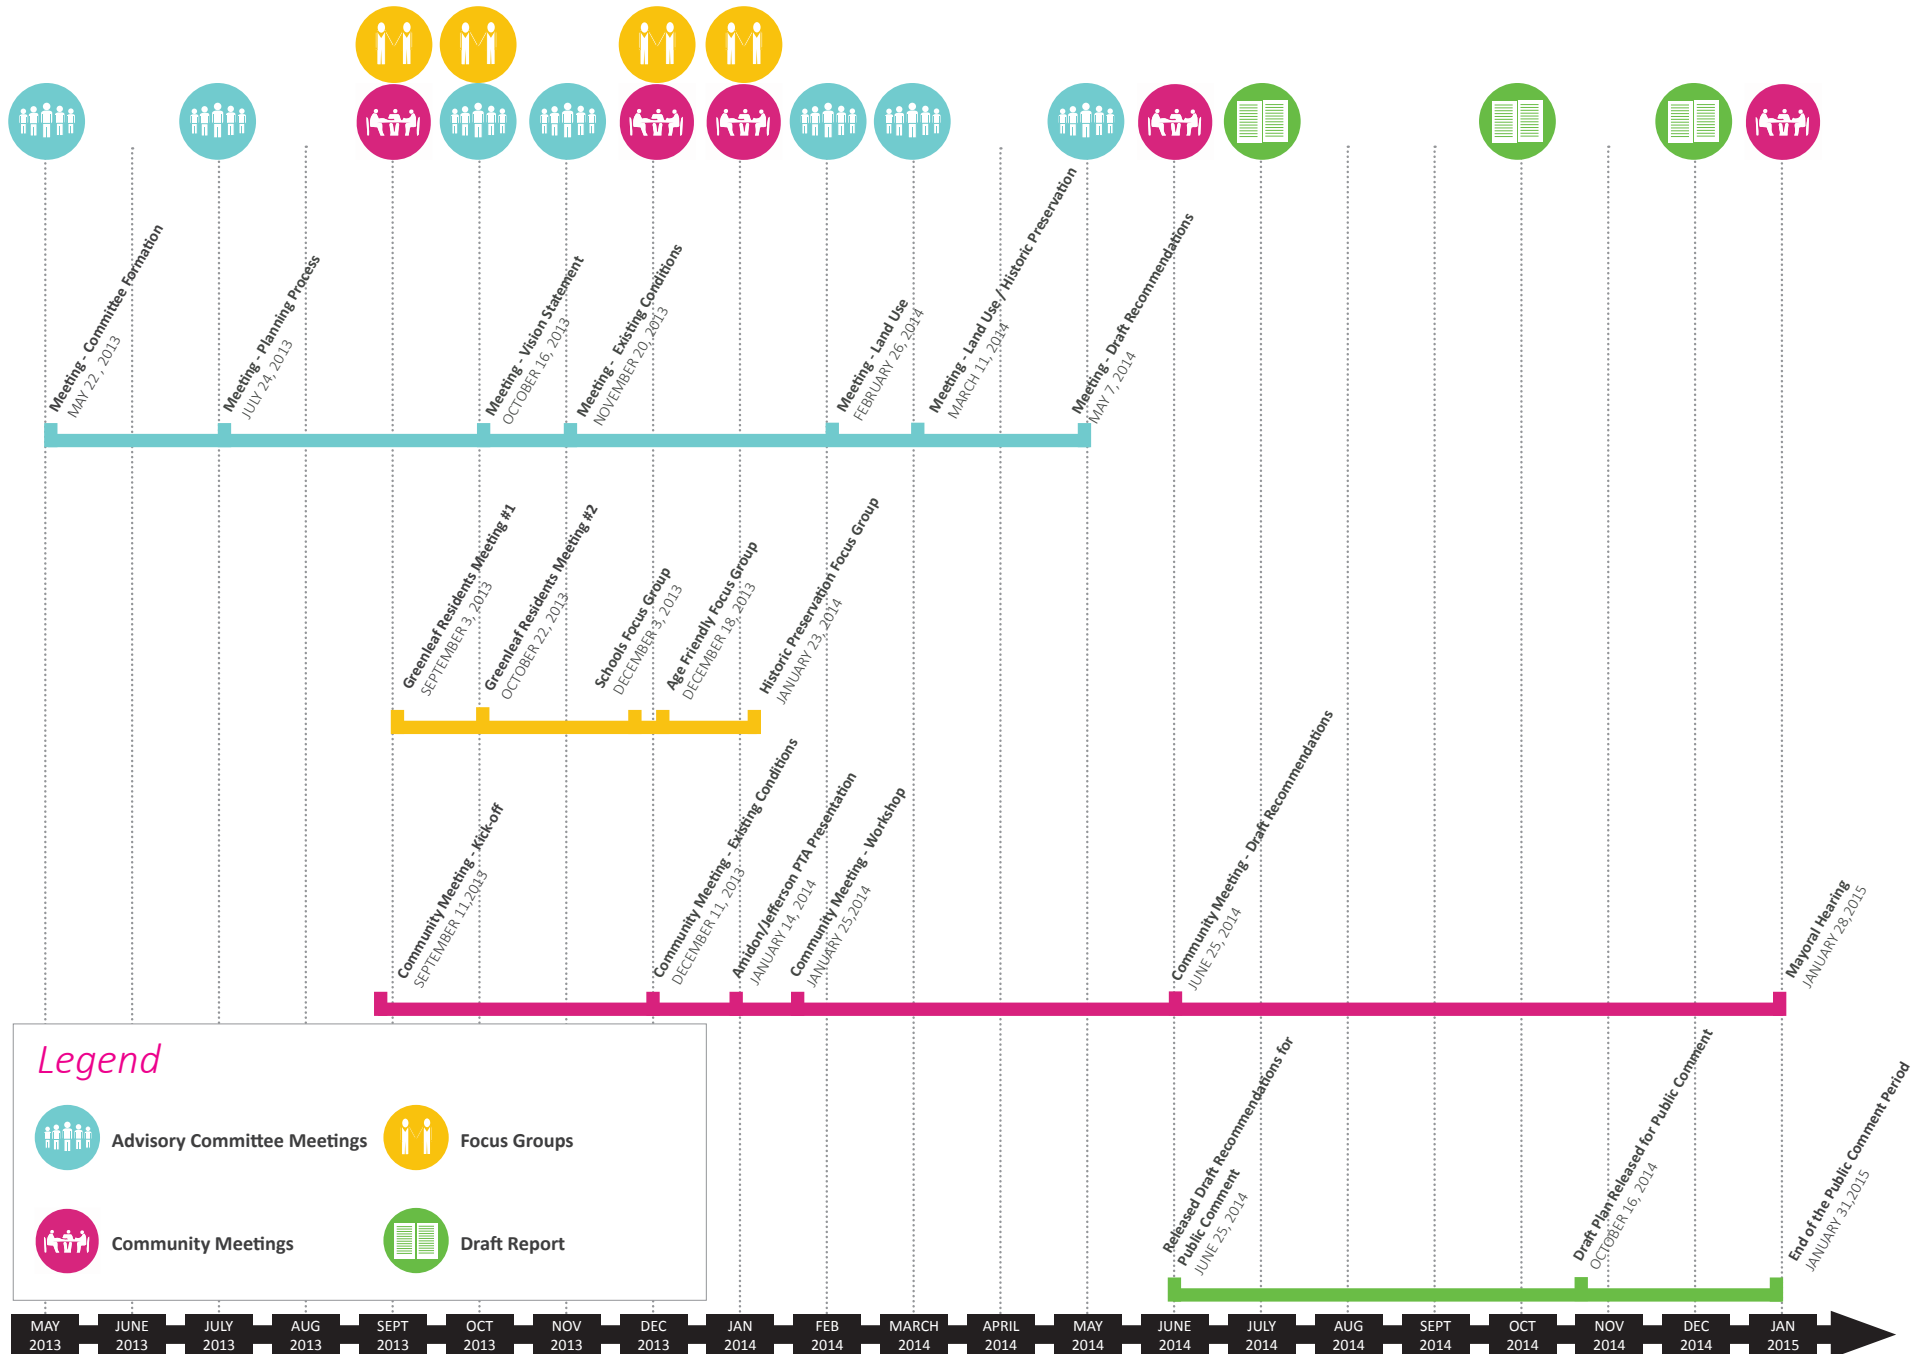 Meeting - Committee Formation
MAY 22, 2013
Meeting - Planning Process
JULY 24, 2013
Meeting - Vision Statement
OCTOBER 16, 2013
Meeting - Existing Conditions
NOVEMBER 20, 2013
Meeting - Land Use
FEBRUARY 26, 2014
Meeting - Land Use / Historic Preservation
MARCH 11, 2014
Meeting - Draft Recommendations
MAY 7, 2014
Greenleaf Residents Meeting #1
SEPTEMBER 3, 2013
Greenleaf Residents Meeting #2
OCTOBER 22, 2013
Schools Focus Group
DECEMBER 3, 2013
Age Friendly Focus Group
DECEMBER 18, 2013
Historic Preservation Focus Group
JANUARY 23, 2014
Community Meeting - Kick-off
SEPTEMBER 11,2013
Community Meeting - Existing Conditions
DECEMBER 11, 2013
Amidon/Jefferson PTA Presentation
JANUARY 14, 2014
Community Meeting - Workshop
JANUARY 25,2014
Community Meeting - Draft Recommendations
JUNE 25, 2014
Mayoral Hearing
JANUARY 28,2015
Released Draft Recommendations for
Public Comment
JUNE 25, 2014
Draft Plan Released for Public Comment
OCTOBER 16, 2014
End of the Public Comment Period
JANUARY 31,2015
Legend
Advisory Committee Meetings
Focus Groups
Community Meetings
Draft Report
MAY
2013
JUNE
2013
JULY
2013
AUG
2013
SEPT
2013
OCT
2013
NOV
2013
DEC
2013
JAN
2014
FEB
2014
MARCH
2014
APRIL
2014
MAY
2014
JUNE
2014
JULY
2014
AUG
2014
SEPT
2014
OCT
2014
NOV
2014
DEC
2014
JAN
2015